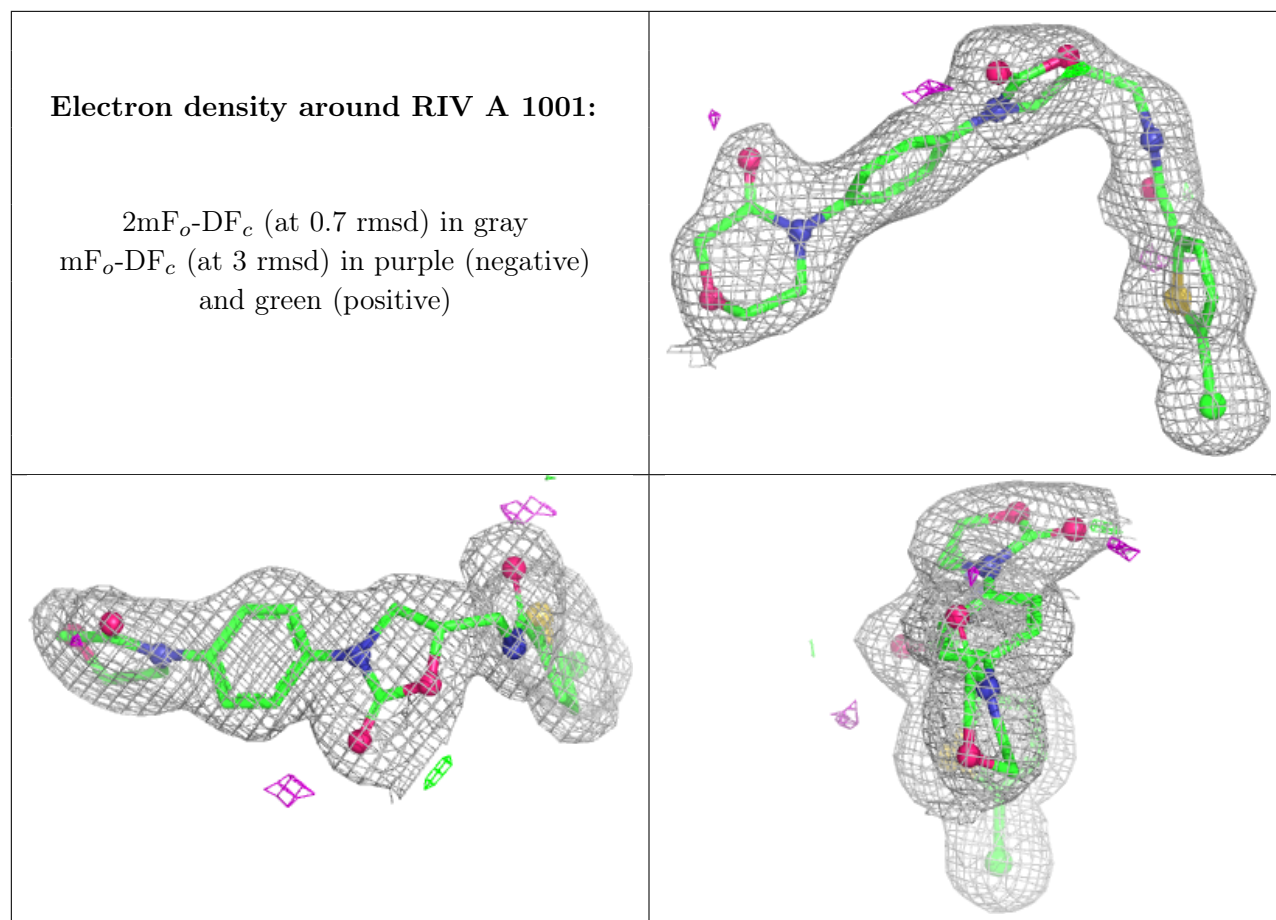 Electron density around RIV A 1001:
2mFo-DFc (at 0.7 rmsd) in gray
mFo-DFc (at 3 rmsd) in purple (negative)
and green (positive)